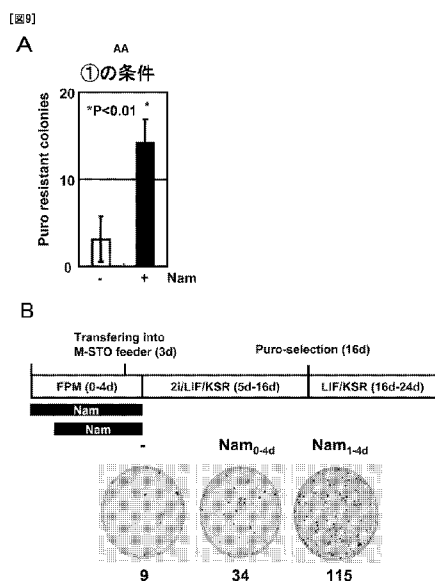 [図9]
A
AA
①の条件
Puro resistant colonies
20
10
0
*P<0.01 *
- + Nam
B
Transfering into
M-STO feeder (3d)
Puro-selection (16d)
FPM (0-4d) 2i/LiF/KSR (5d-16d) LIF/KSR (16d-24d)
Nam
Nam
- Nam0-4d Nam1-4d
9 34 115